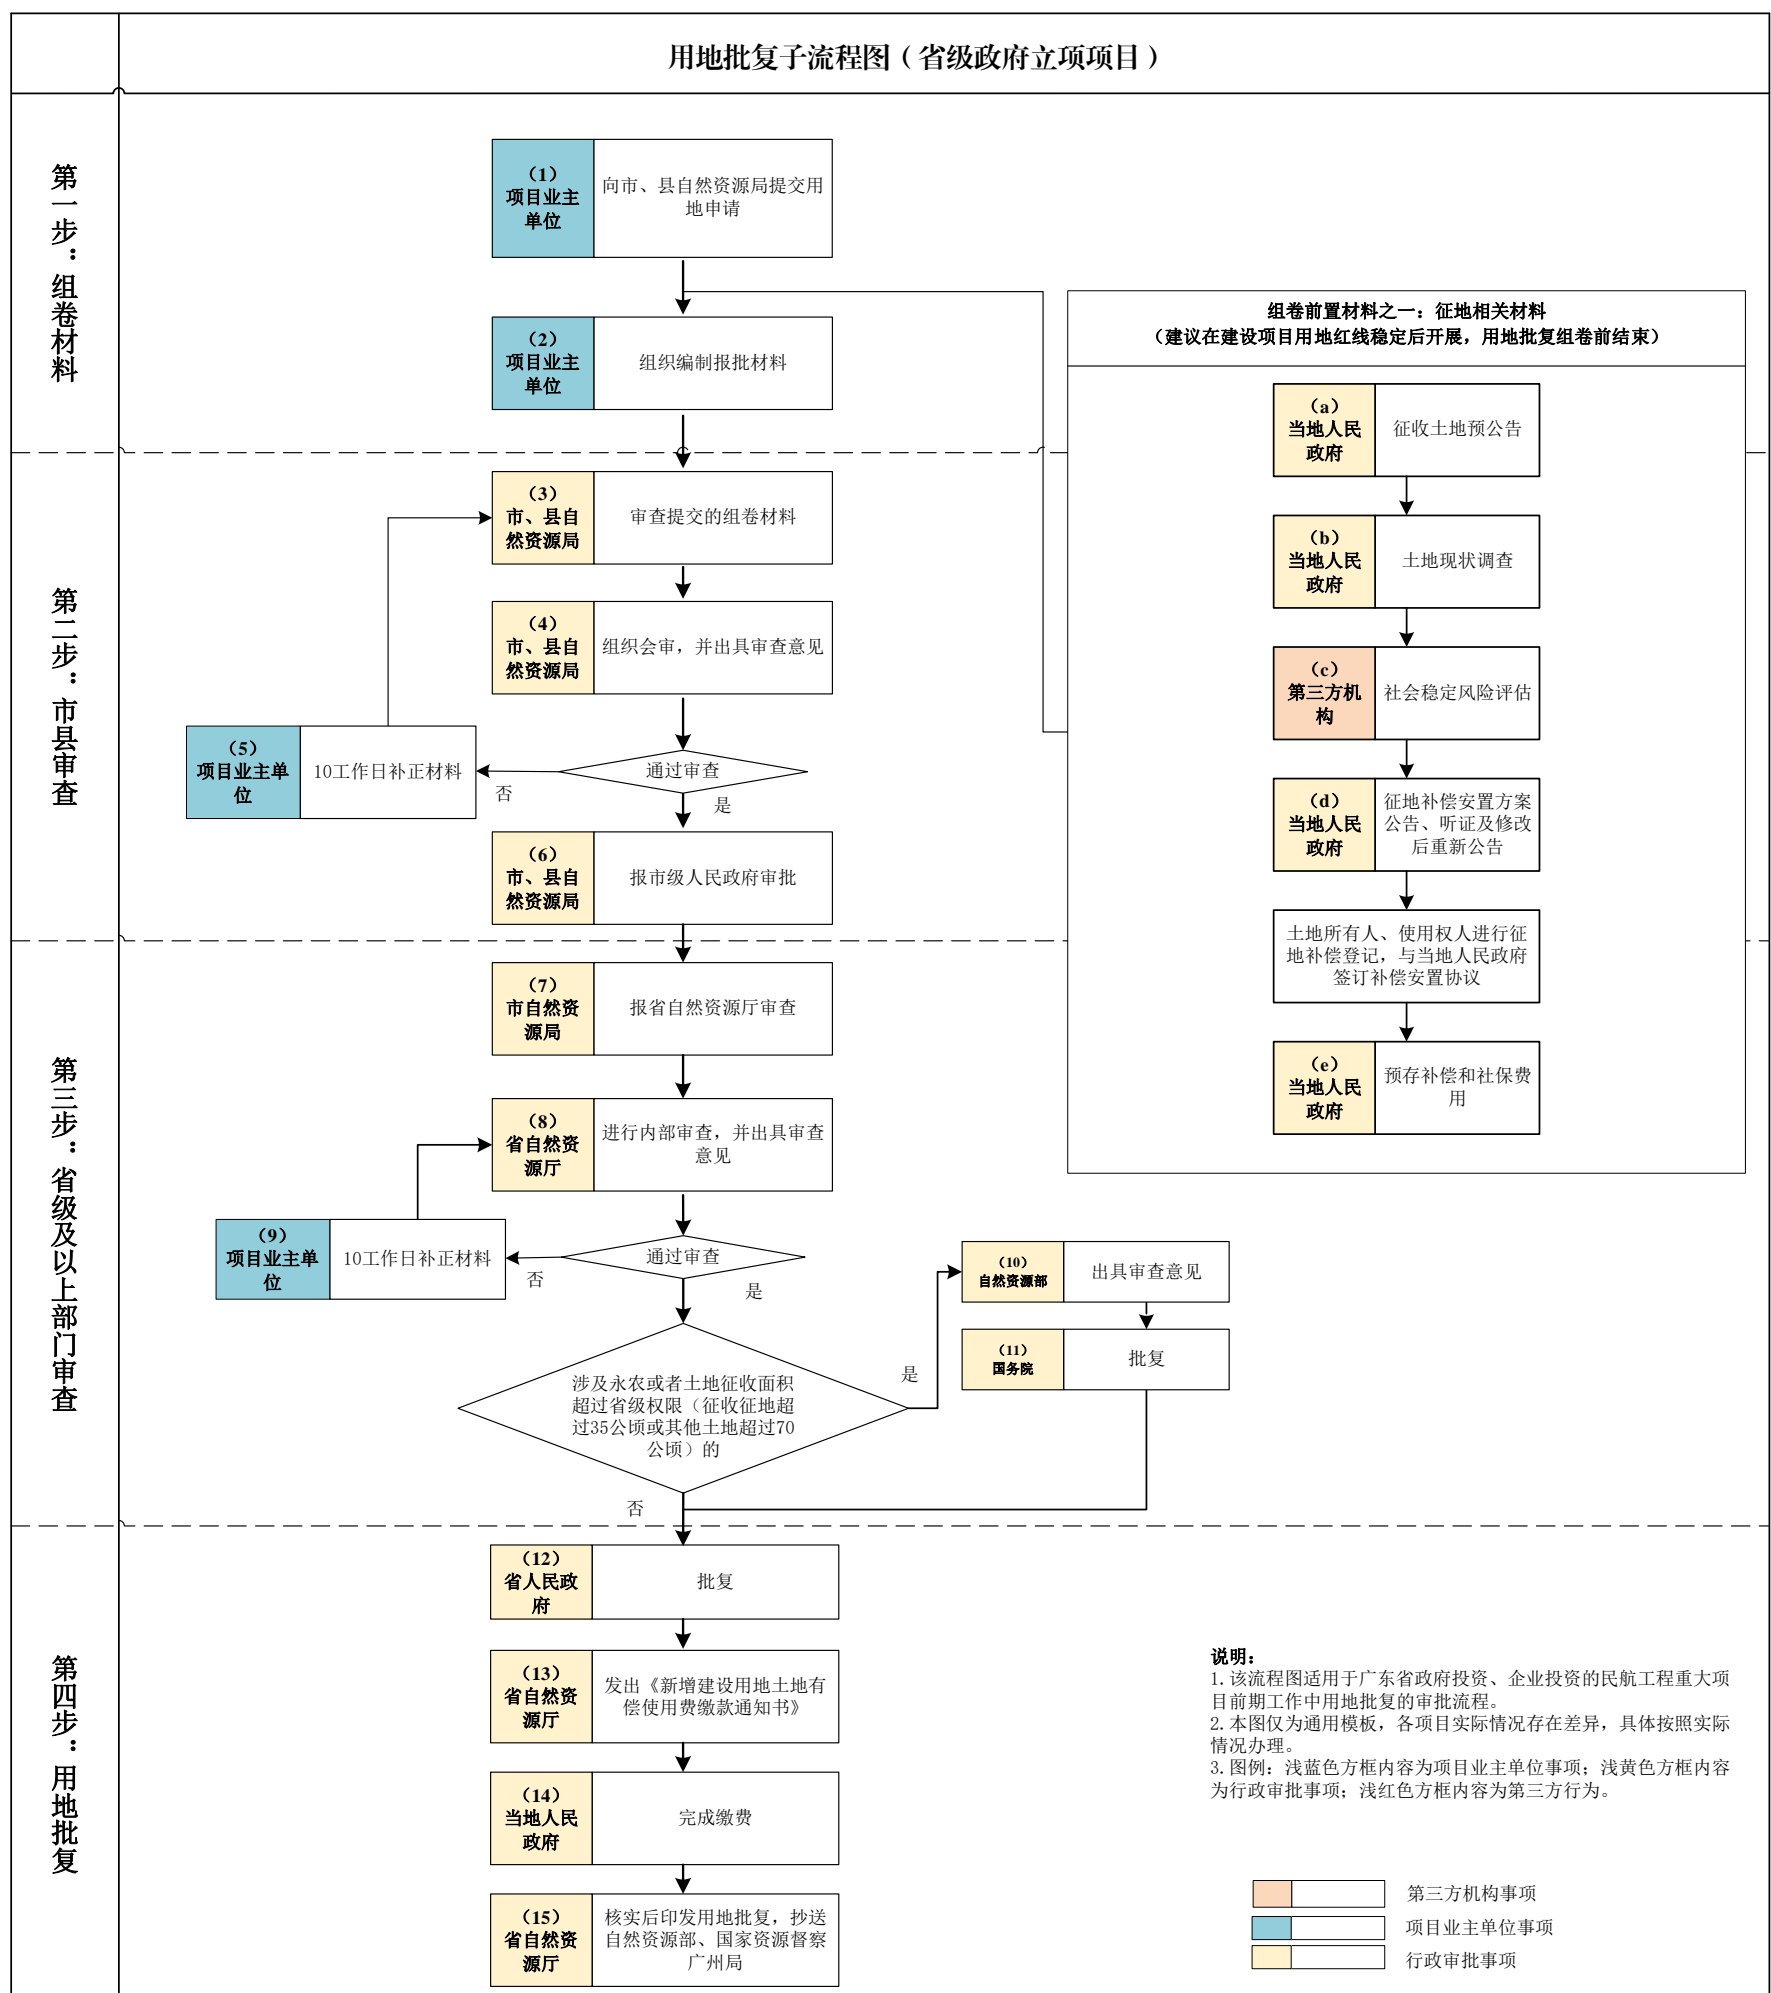 用地批复子流程图（省级政府立项项目）
第一步：组卷材料
（1）
项目业主
单位
向市、县自然资源局提交用
地申请
（2）
项目业主
单位
组织编制报批材料
组卷前置材料之一：征地相关材料
（建议在建设项目用地红线稳定后开展，用地批复组卷前结束）
（a）
当地人民
政府
征收土地预公告
（b）
当地人民
政府
土地现状调查
（c）
第三方机
构
社会稳定风险评估
（d）
当地人民
政府
征地补偿安置方案
公告、听证及修改
后重新公告
土地所有人、使用权人进行征
地补偿登记，与当地人民政府
签订补偿安置协议
（e）
当地人民
政府
预存补偿和社保费
用
第二步：市县审查
（3）
市、县自
然资源局
审查提交的组卷材料
（4）
市、县自
然资源局
组织会审，并出具审查意见
通过审查
否
是
（5）
项目业主单
位
10工作日补正材料
（6）
市、县自
然资源局
报市级人民政府审批
第三步：省级及以上部门审查
（7）
市自然资
源局
报省自然资源厅审查
（8）
省自然资
源厅
进行内部审查，并出具审查
意见
通过审查
否
是
（9）
项目业主单
位
10工作日补正材料
涉及永农或者土地征收面积
超过省级权限（征收征地超
过35公顷或其他土地超过70
公顷）的
是
否
（10）
自然资源部
出具审查意见
（11）
国务院
批复
第四步：用地批复
（12）
省人民政
府
批复
（13）
省自然资
源厅
发出《新增建设用地土地有
偿使用费缴款通知书》
（14）
当地人民
政府
完成缴费
（15）
省自然资
源厅
核实后印发用地批复，抄送
自然资源部、国家资源督察
广州局
说明：
1.该流程图适用于广东省政府投资、企业投资的民航工程重大项
目前期工作中用地批复的审批流程。
2.本图仅为通用模板，各项目实际情况存在差异，具体按照实际
情况办理。
3.图例：浅蓝色方框内容为项目业主单位事项；浅黄色方框内容
为行政审批事项；浅红色方框内容为第三方行为。
第三方机构事项
项目业主单位事项
行政审批事项